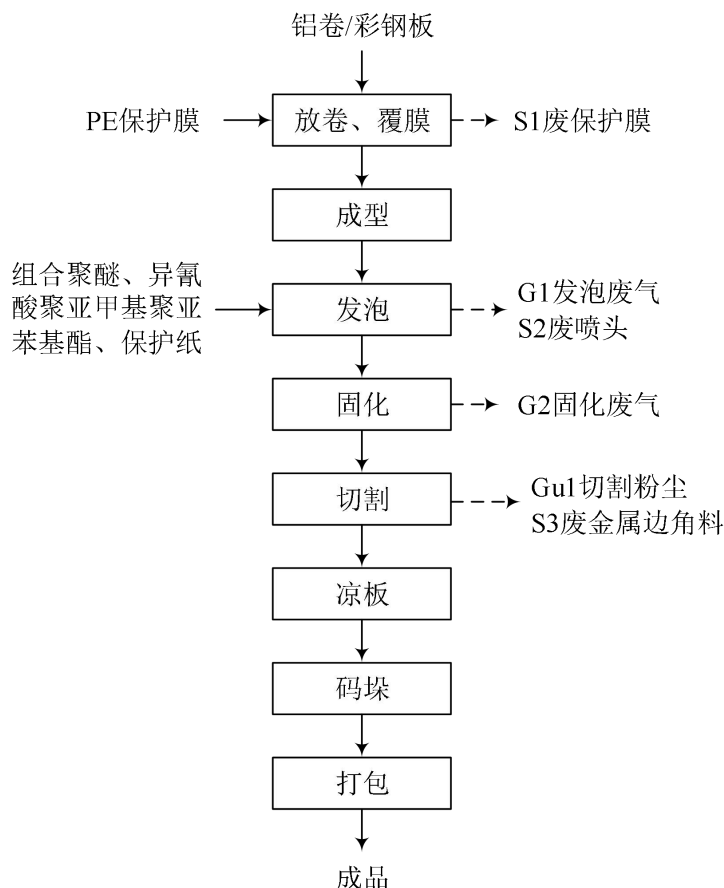 铝卷/彩钢板
PE保护膜
放卷、覆膜
S1废保护膜
成型
组合聚醚、异氰
酸聚亚甲基聚亚
苯基酯、保护纸
发泡
G1发泡废气
S2废喷头
固化
G2固化废气
切割
Gu1切割粉尘
S3废金属边角料
凉板
码垛
打包
成品